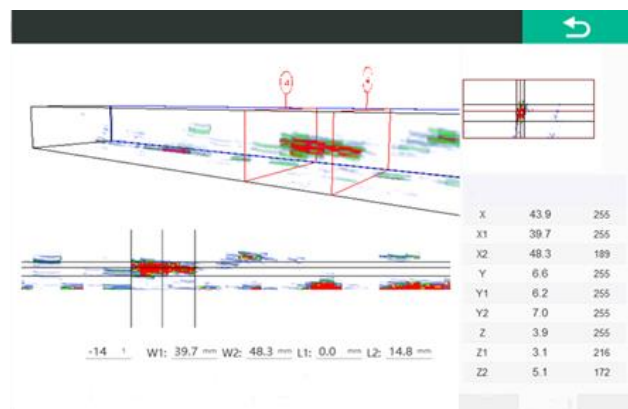 X 43.9 255
X1 39.7 255
X2 48.3 189
Y 6.6 255
Y1 6.2 255
Y2 7.0 255
Z 3.9 255
Z1 3.1 216
Z2 5.1 172
-14 W1: 39.7 mm W2: 48.3 mm L1: 0.0 mm L2: 14.8 mm